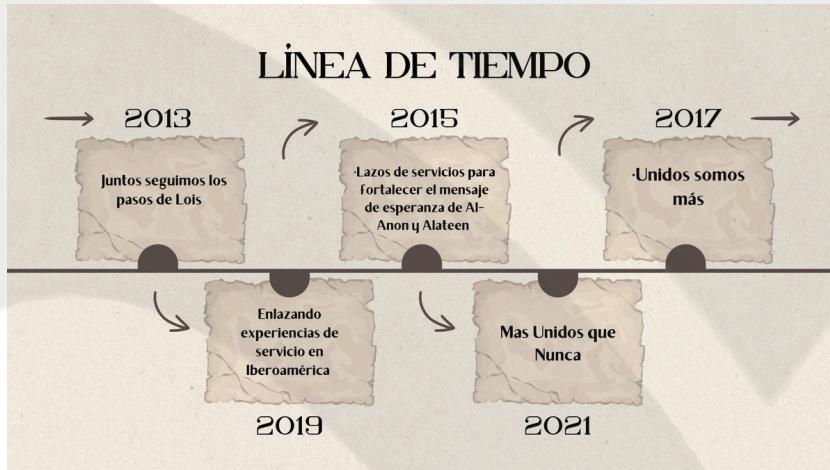 LÍNEA DE TIEMPO
2013
Juntos seguimos los
pasos de Lois
2015
·Lazos de servicios para
fortalecer el mensaje
de esperanza de Al-
Anon y Alateen
2017
·Unidos somos
más
Enlazando
experiencias de
servicio en
Iberoamérica
2019
Mas Unidos que
Nunca
2021